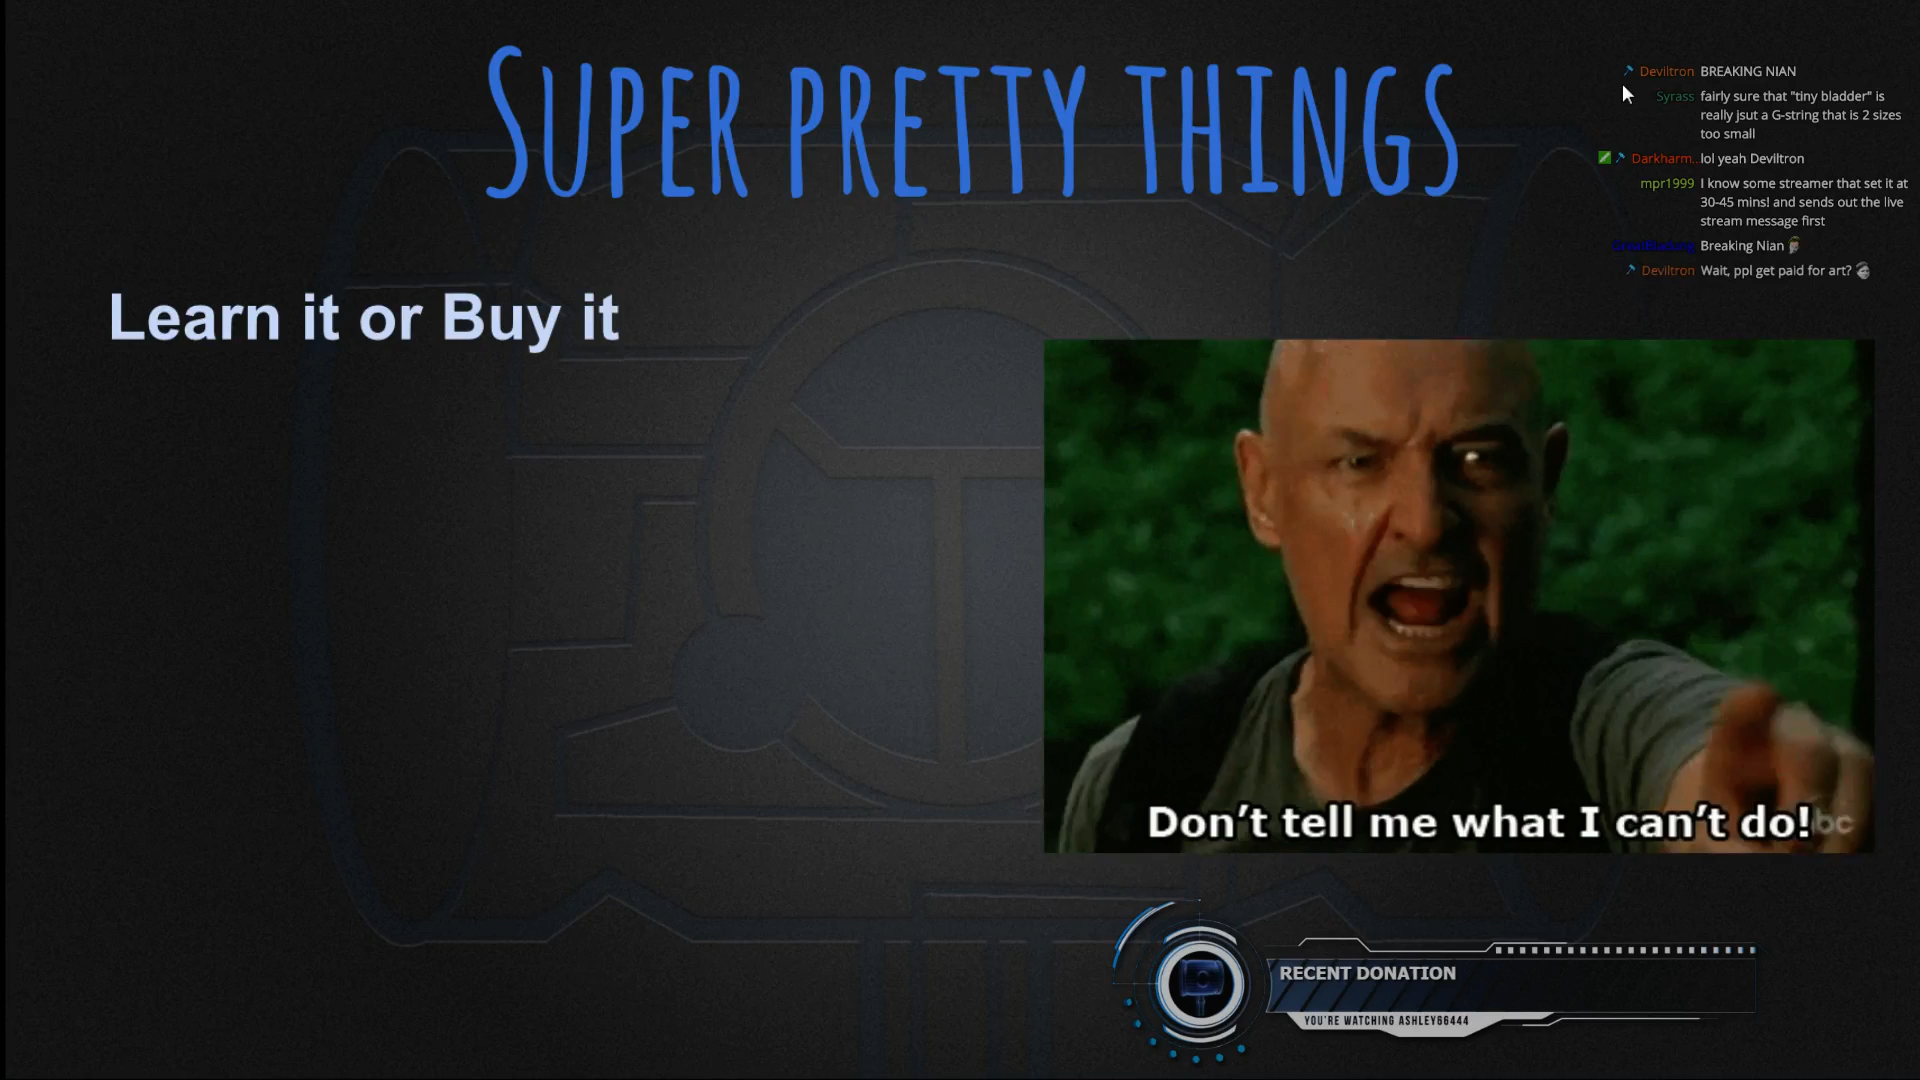 Super pretty things
Learn it or Buy it
Deviltron BREAKING NIAN
Syrass fairly sure that "tiny bladder" is
really jsut a G-string that is 2 sizes
too small
Darkharm... lol yeah Deviltron
mpr1999 I know some streamer that set it at
30-45 mins! and sends out the live
stream message first
Breaking Nian
Deviltron Wait, ppl get paid for art?
Don't tell me what I can't do!
bc
RECENT DONATION
YOU'RE WATCHING ASHLEY66444